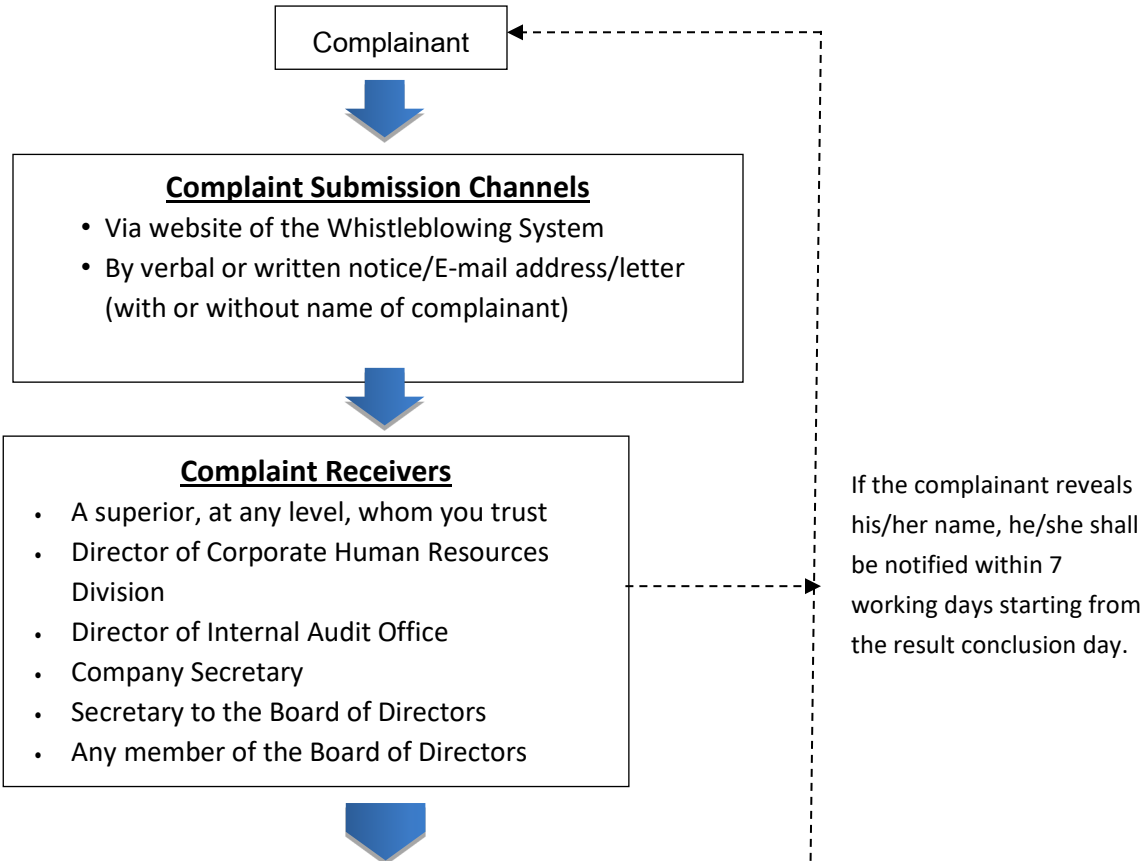 Complainant
Complaint Submission Channels
• Via website of the Whistleblowing System
• By verbal or written notice/E-mail address/letter
(with or without name of complainant)
Complaint Receivers
• A superior, at any level, whom you trust
• Director of Corporate Human Resources
Division
• Director of Internal Audit Office
• Company Secretary
• Secretary to the Board of Directors
• Any member of the Board of Directors
If the complainant reveals
his/her name, he/she shall
be notified within 7
working days starting from
the result conclusion day.